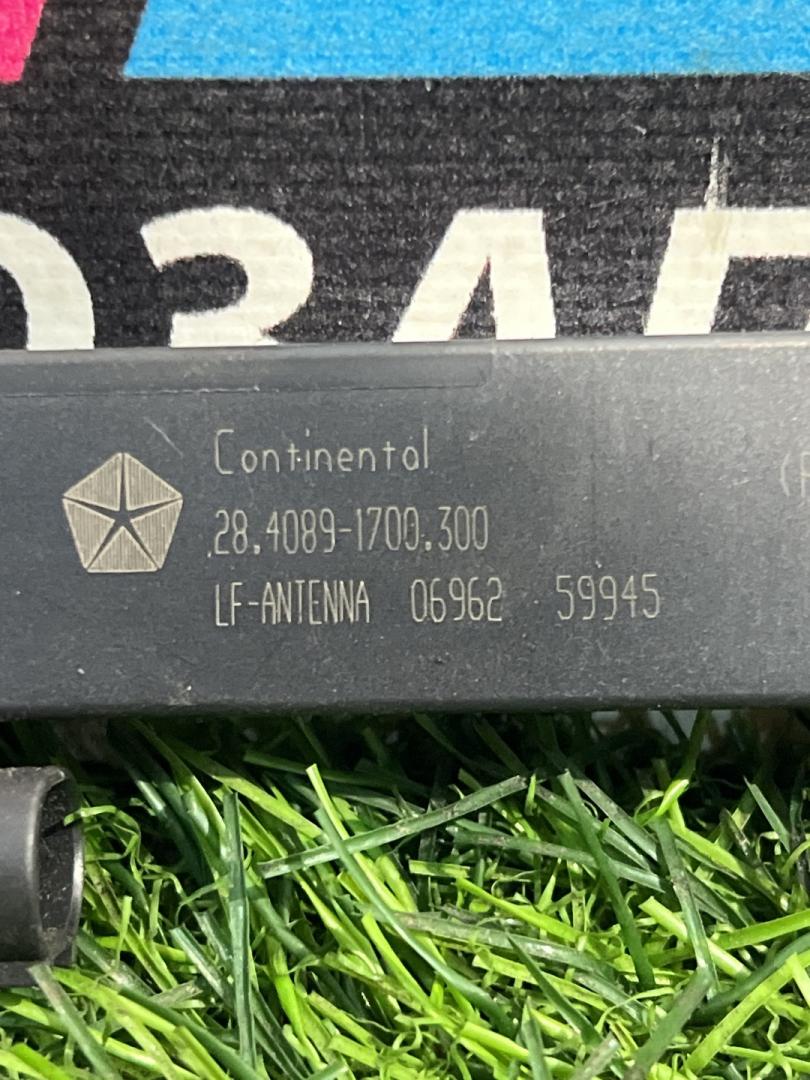 Continental
28.4089-1700.300
LF-ANTENNA 06962 59945